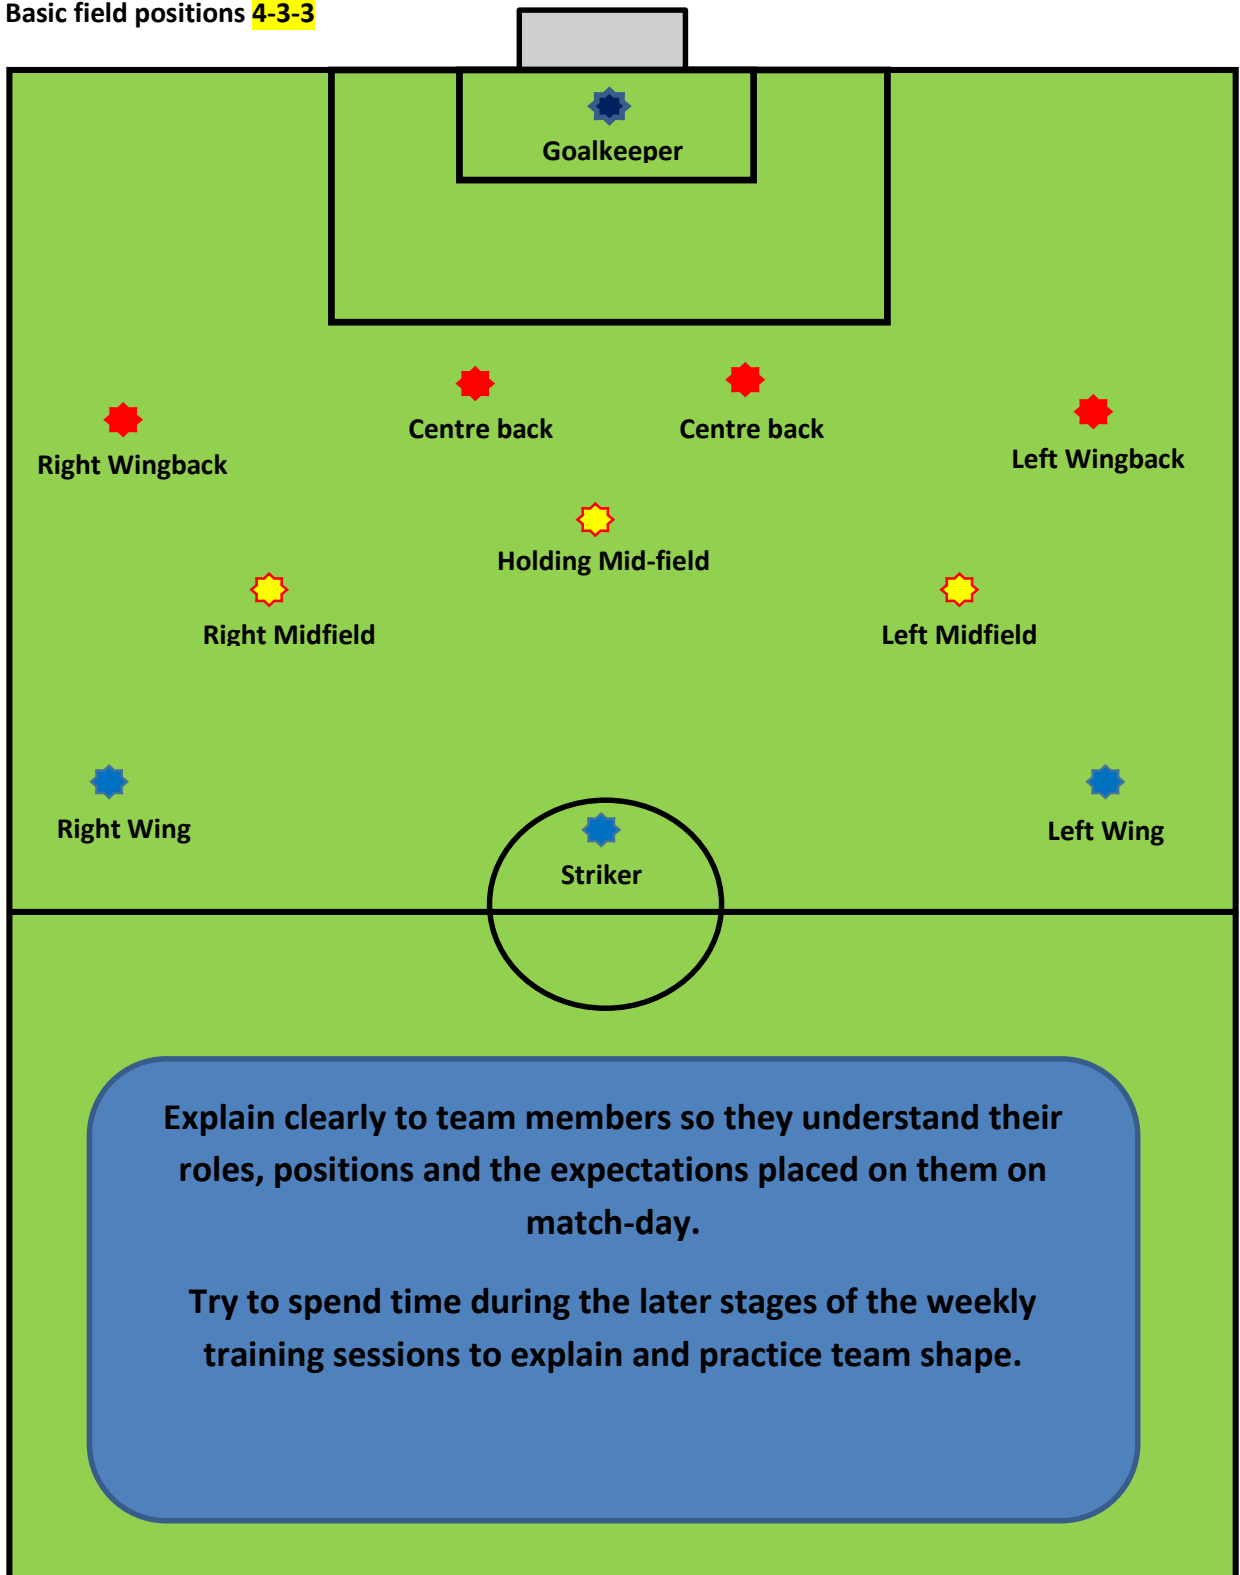 Basic field positions 4-3-3
Goalkeeper
Centre back
Centre back
Right Wingback
Left Wingback
Holding Mid-field
Right Midfield
Left Midfield
Right Wing
Left Wing
Striker
Explain clearly to team members so they understand their
roles, positions and the expectations placed on them on
match-day.
Try to spend time during the later stages of the weekly
training sessions to explain and practice team shape.